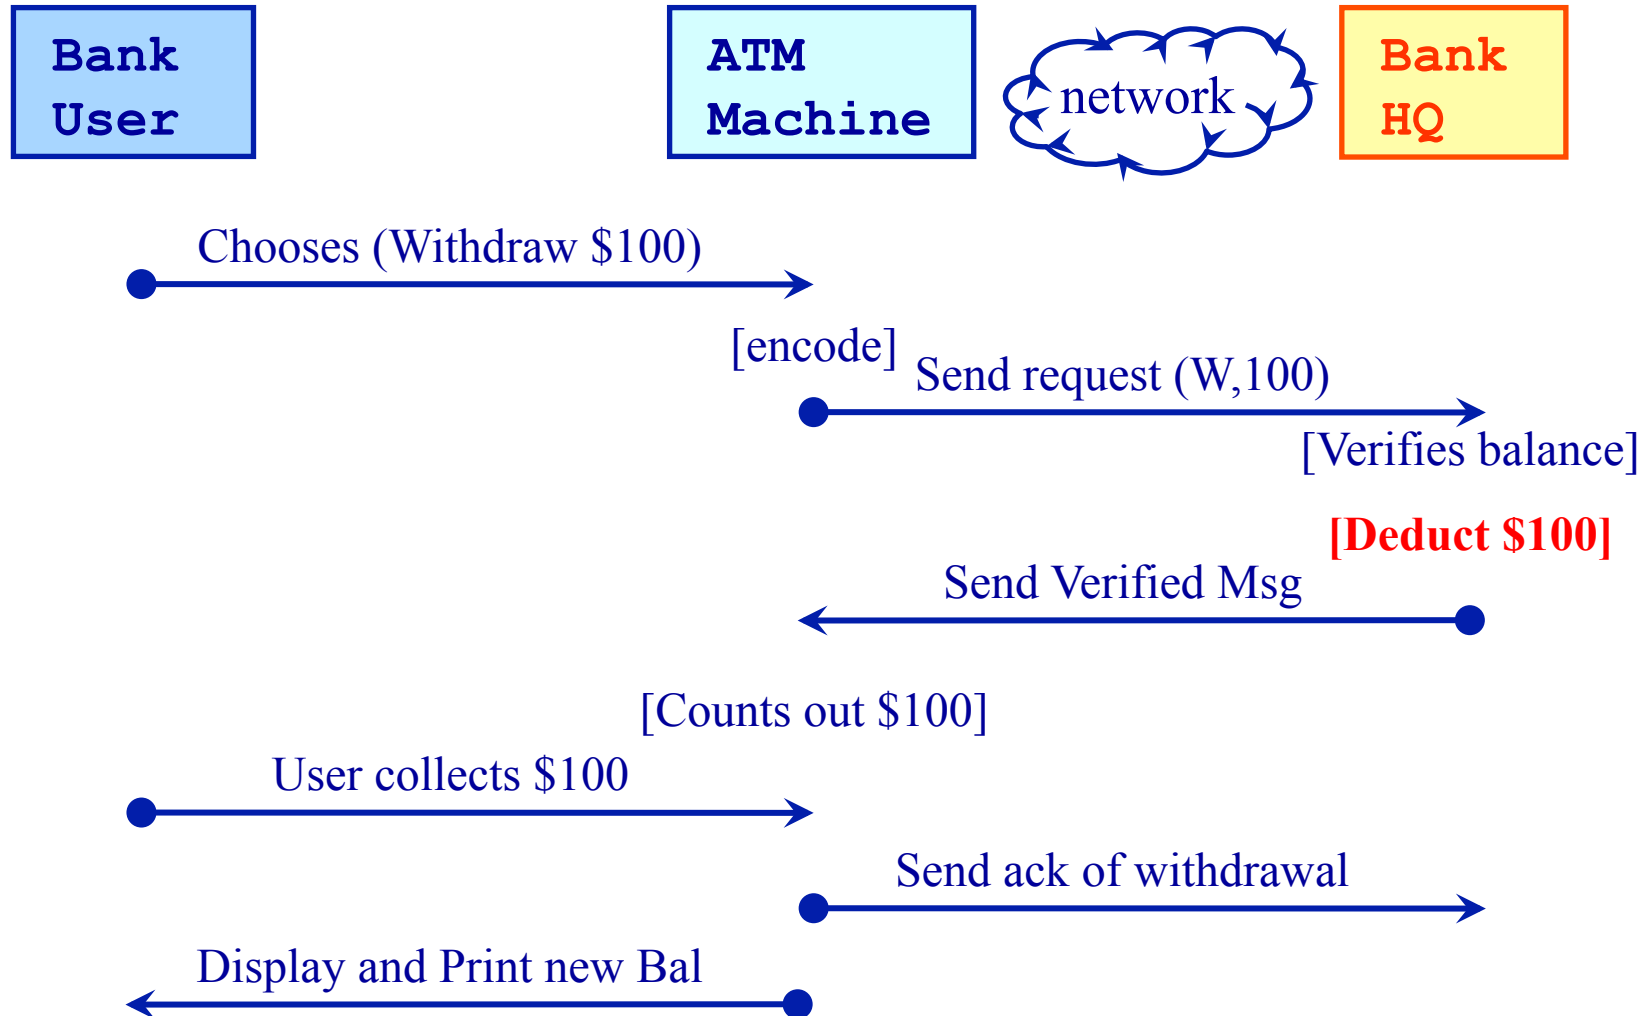 Bank
User
ATM
Machine
network
Bank
HQ
Chooses (Withdraw $100)
[encode]
Send request (W,100)
[Verifies balance]
[Deduct $100]
Send Verified Msg
[Counts out $100]
User collects $100
Send ack of withdrawal
Display and Print new Bal